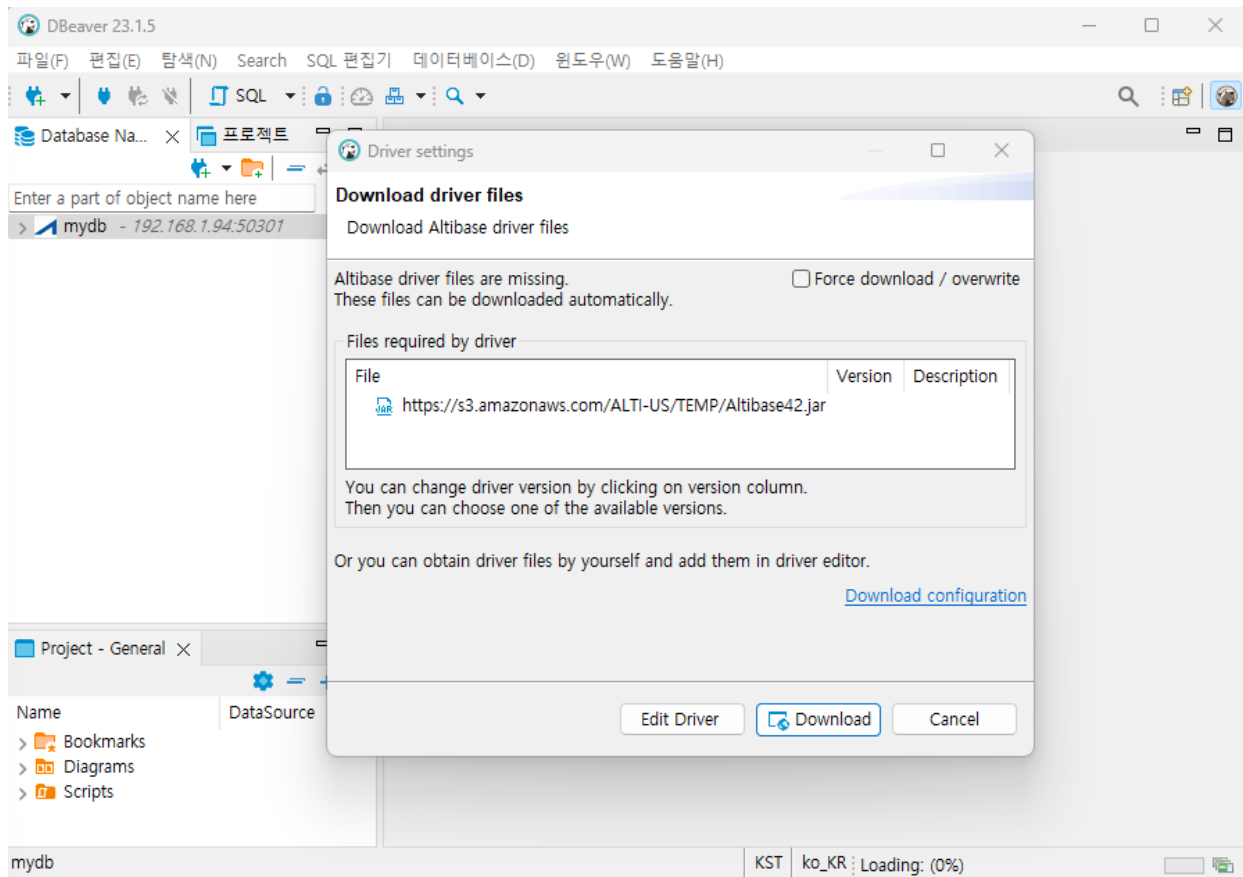 DBeaver 23.1.5
파일(F) 편집(E) 탐색(N) Search SQL 편집기 데이터베이스(D) 윈도우(W) 도움말(H)
SQL
Database Na...
프로젝트
Enter a part of object name here
mydb - 192.168.1.94:50301
Driver settings
Download driver files
Download Altibase driver files
Altibase driver files are missing.
These files can be downloaded automatically.
Force download / overwrite
Files required by driver
File Version Description
JAR https://s3.amazonaws.com/ALTI-US/TEMP/Altibase42.jar
You can change driver version by clicking on version column.
Then you can choose one of the available versions.
Or you can obtain driver files by yourself and add them in driver editor.
Download configuration
Edit Driver Download Cancel
Project - General
Name DataSource
Bookmarks
Diagrams
Scripts
mydb KST ko_KR Loading: (0%)